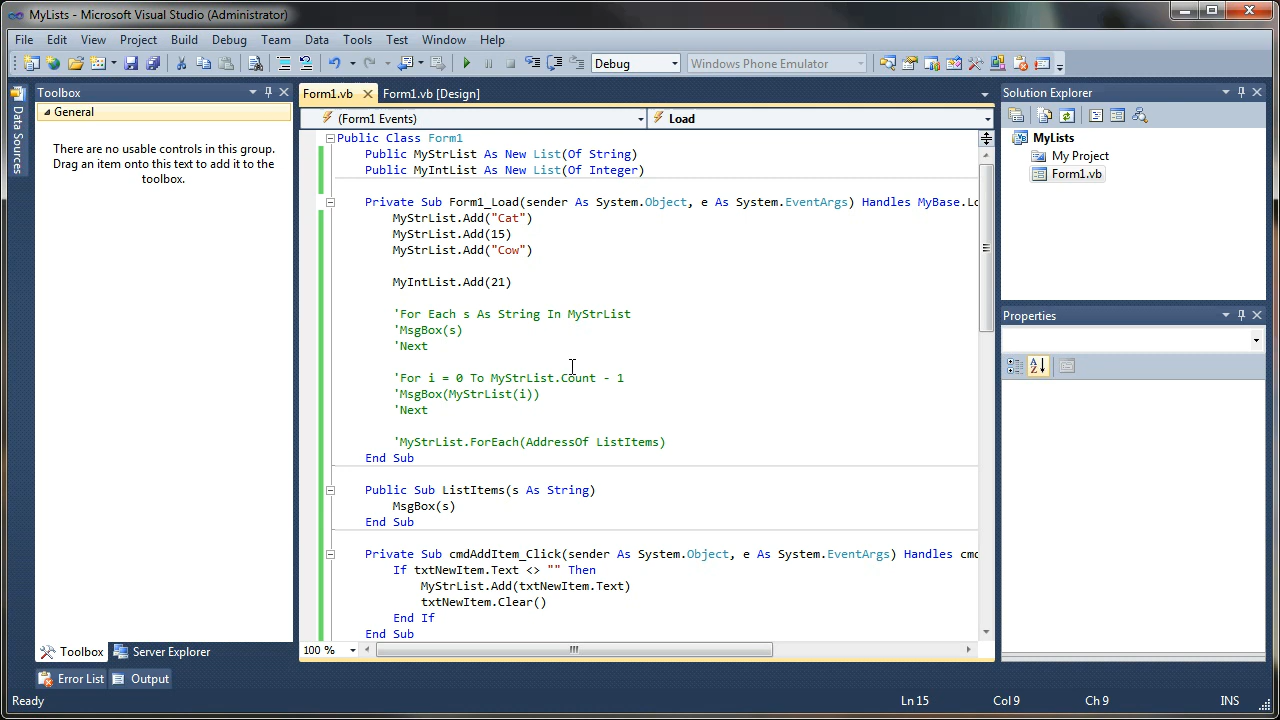 MyLists - Microsoft Visual Studio (Administrator)
File Edit View Project Build Debug Team Data Tools Test Window Help
Debug Windows Phone Emulator
Data Sources
Toolbox
General
There are no usable controls in this group.
Drag an item onto this text to add it to the
toolbox.
Toolbox Server Explorer
Form1.vb Form1.vb [Design]
(Form1 Events) Load
Public Class Form1
Public MyStrList As New List(Of String)
Public MyIntList As New List(Of Integer)
Private Sub Form1_Load(sender As System.Object, e As System.EventArgs) Handles MyBase.Lo
MyStrList.Add("Cat")
MyStrList.Add(15)
MyStrList.Add("Cow")
MyIntList.Add(21)
'For Each s As String In MyStrList
'MsgBox(s)
'Next
'For i = 0 To MyStrList.Count - 1
'MsgBox(MyStrList(i))
'Next
'MyStrList.ForEach(AddressOf ListItems)
End Sub
Public Sub ListItems(s As String)
MsgBox(s)
End Sub
Private Sub cmdAddItem_Click(sender As System.Object, e As System.EventArgs) Handles cmd
If txtNewItem.Text <> "" Then
MyStrList.Add(txtNewItem.Text)
txtNewItem.Clear()
End If
End Sub
100 %
Solution Explorer
MyLists
My Project
Form1.vb
Properties
Error List Output
Ready Ln 15 Col 9 Ch 9 INS